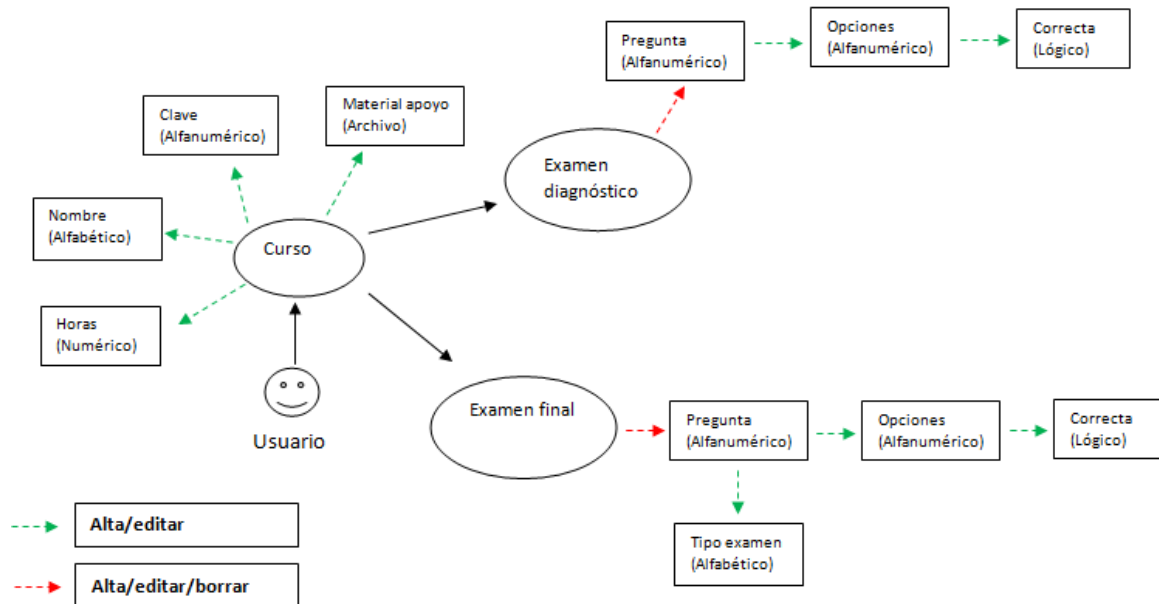 Pregunta
(Alfanumérico)
Opciones
(Alfanumérico)
Correcta
(Lógico)
Clave
(Alfanumérico)
Material apoyo
(Archivo)
Examen
diagnóstico
Nombre
(Alfabético)
Curso
Horas
(Numérico)
Usuario
Examen final
Pregunta
(Alfanumérico)
Opciones
(Alfanumérico)
Correcta
(Lógico)
Tipo examen
(Alfabético)
Alta/editar
Alta/editar/borrar